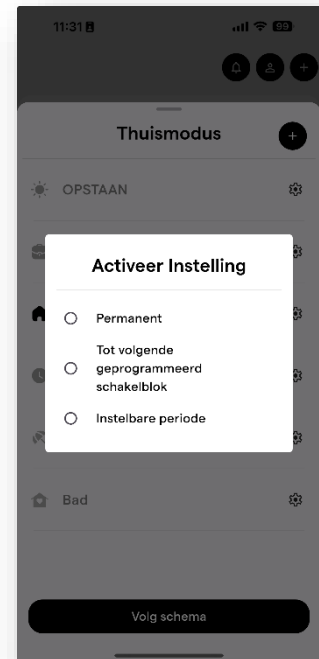 11:31
99
Thuismodus
OPSTAAN
Activeer Instelling
Permanent
Tot volgende
geprogrammeerd
schakelblok
Instelbare periode
Bad
Volg schema